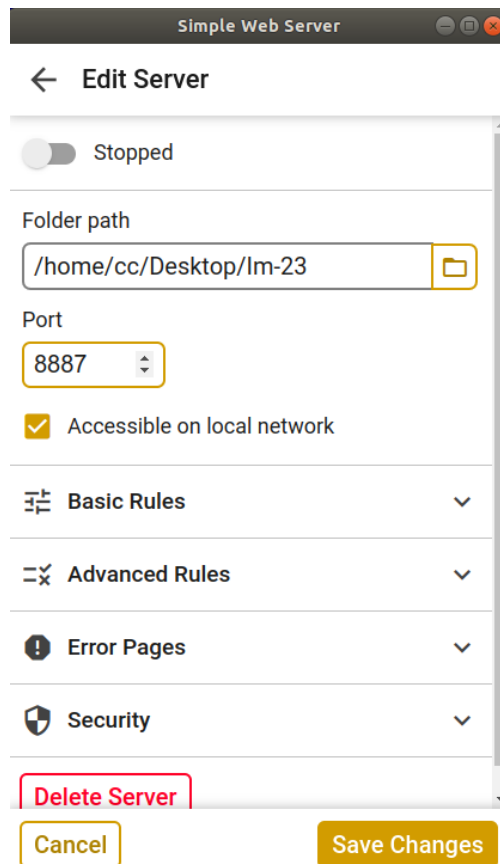 Simple Web Server
Edit Server
Stopped
Folder path
/home/cc/Desktop/lm-23
Port
8887
Accessible on local network
Basic Rules
Advanced Rules
Error Pages
Security
Delete Server
Cancel
Save Changes